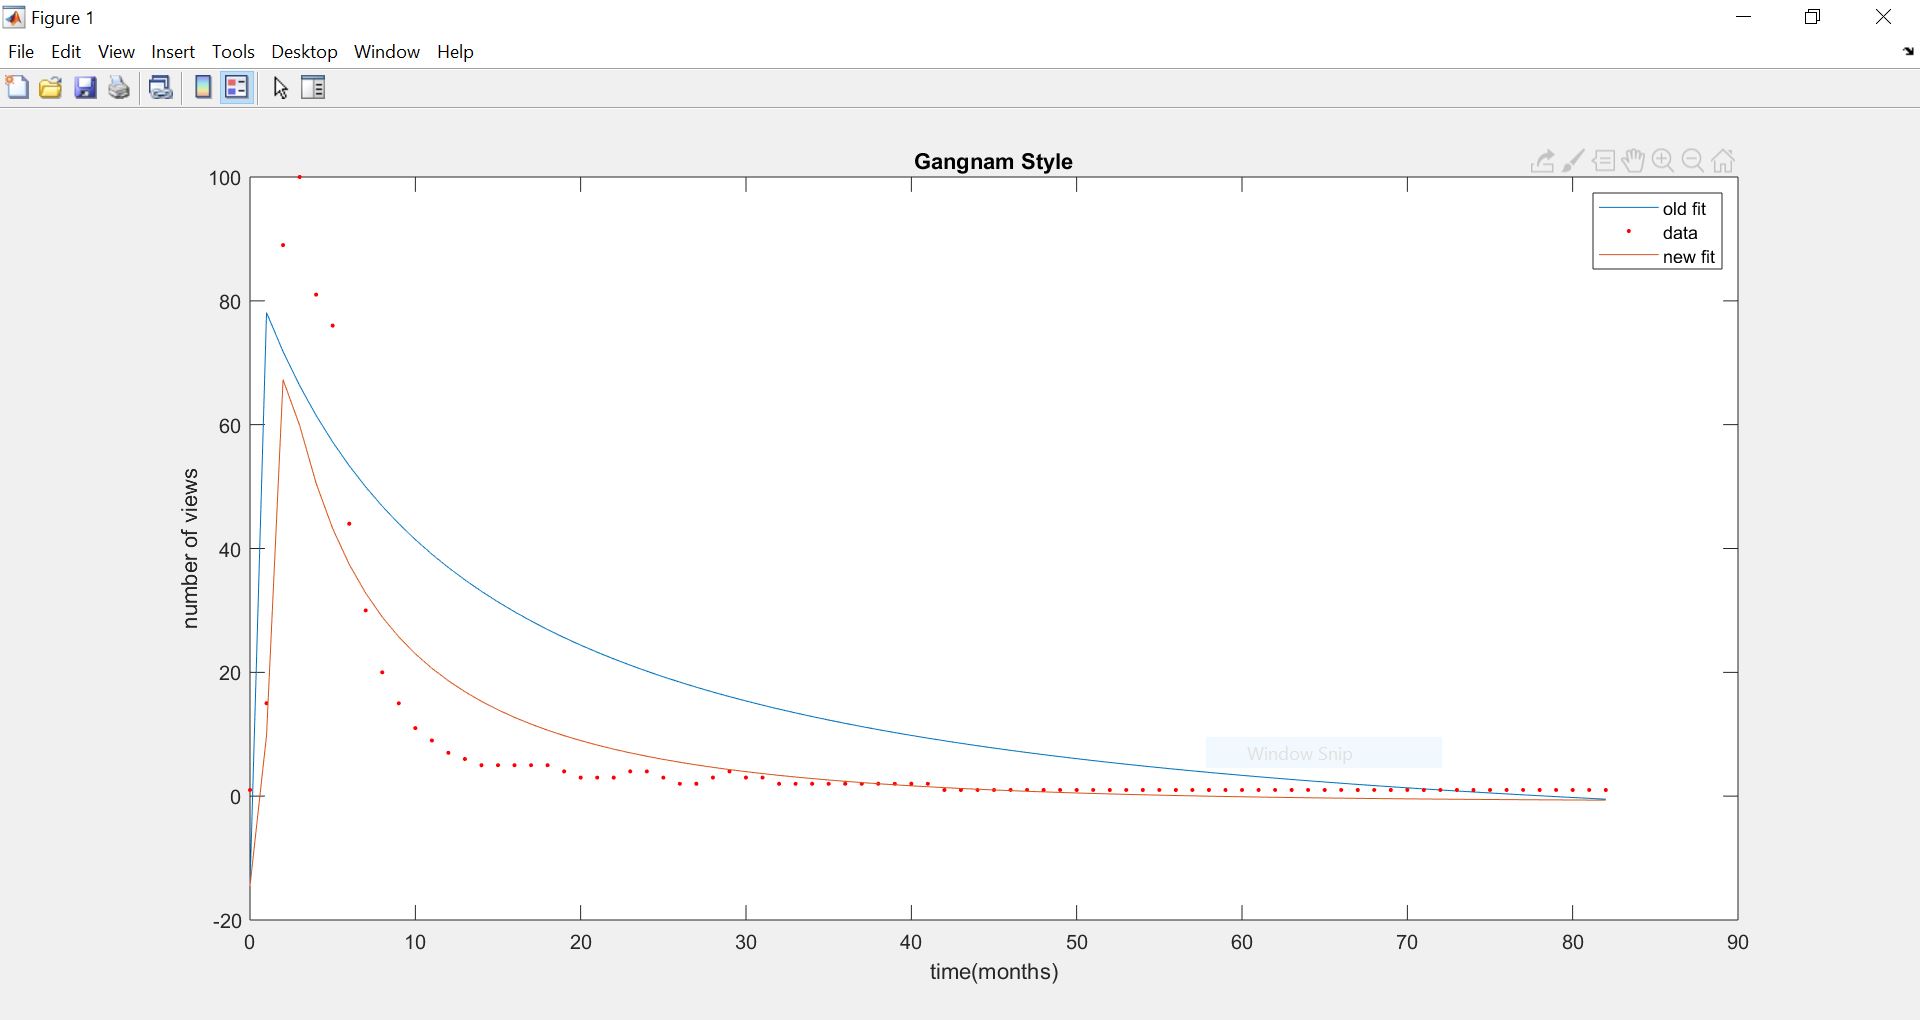 Figure 1
File Edit View Insert Tools Desktop Window Help
Gangnam Style
100
80
60
40
20
0
-20
number of views
old fit
data
new fit
Window Snip
0 10 20 30 40 50 60 70 80 90
time(months)